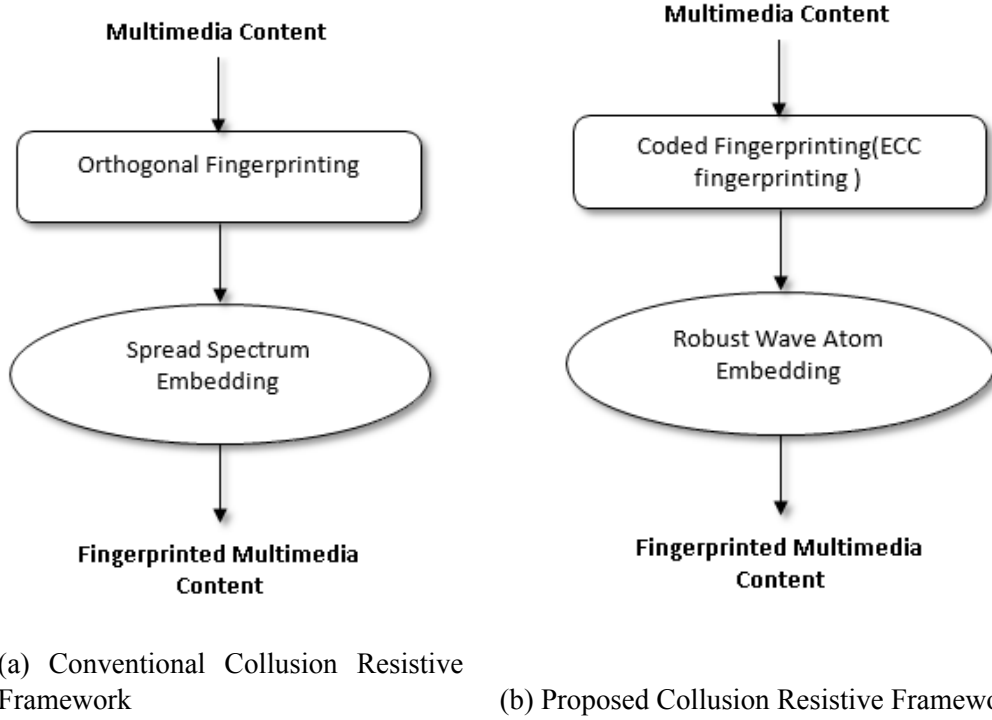 Multimedia Content
Orthogonal Fingerprinting
Spread Spectrum
Embedding
Fingerprinted Multimedia
Content
(a) Conventional Collusion Resistive
Framework
Multimedia Content
Coded Fingerprinting(ECC
fingerprinting )
Robust Wave Atom
Embedding
Fingerprinted Multimedia
Content
(b) Proposed Collusion Resistive